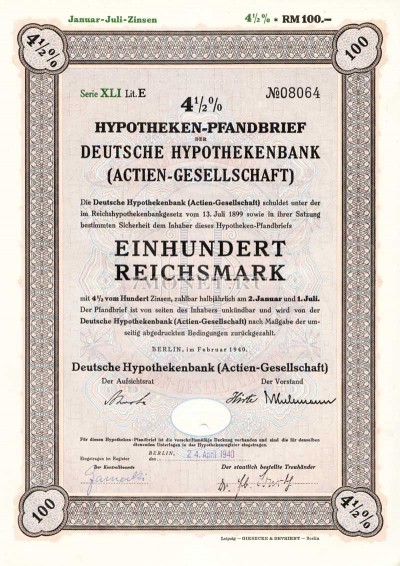 Januar-Juli-Zinsen 4½% • RM 100.—
4½% 100
Serie XLI Lit. E №08064
4½%
HYPOTHEKEN-PFANDBRIEF
DER
DEUTSCHE HYPOTHEKENBANK
(ACTIEN-GESELLSCHAFT)
Die Deutsche Hypothekenbank (Actien-Gesellschaft) schuldet unter der
im Reichshypothekenbankgesetz vom 13. Juli 1899 sowie in ihrer Satzung
bestimmten Sicherheit dem Inhaber dieses Hypotheken-Pfandbriefs
EINHUNDERT
REICHSMARK
MONET.RU
mit 4½ vom Hundert Zinsen, zahlbar halbjährlich am 2. Januar und 1. Juli.
Der Pfandbrief ist von seiten des Inhabers unkündbar und wird von der
Deutsche Hypothekenbank (Actien-Gesellschaft) nach Maßgabe der um-
seitig abgedruckten Bedingungen zurückgezahlt.
BERLIN, im Februar 1940.
Deutsche Hypothekenbank (Actien-Gesellschaft)
Der Aufsichtsrat Der Vorstand
Für diesen Hypotheken-Pfandbrief ist die vorschriftsmäßige Deckung vorhanden und sind die für denselben
dienenden Unterlagen in das Hypothekenregister eingetragen.
Eingetragen im Register BERLIN, den 24. April 1940
Der Kontrollbeamte Der staatlich bestellte Treuhänder
100 4½%
Leipzig — GIESECKE & DEVRIENT — Berlin